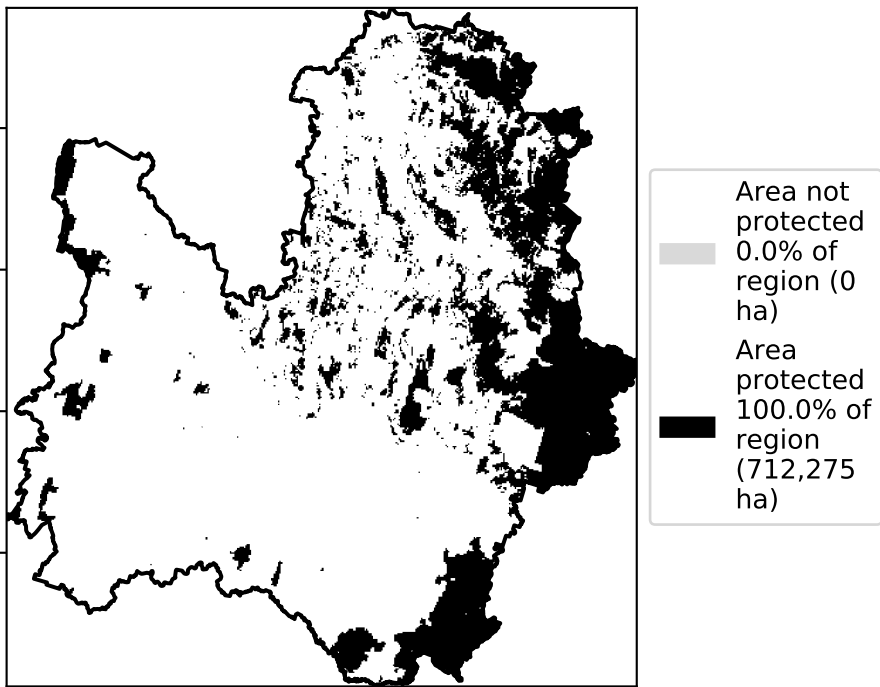 Area not
protected
0.0% of
region (0
ha)
Area
protected
100.0% of
region
(712,275
ha)